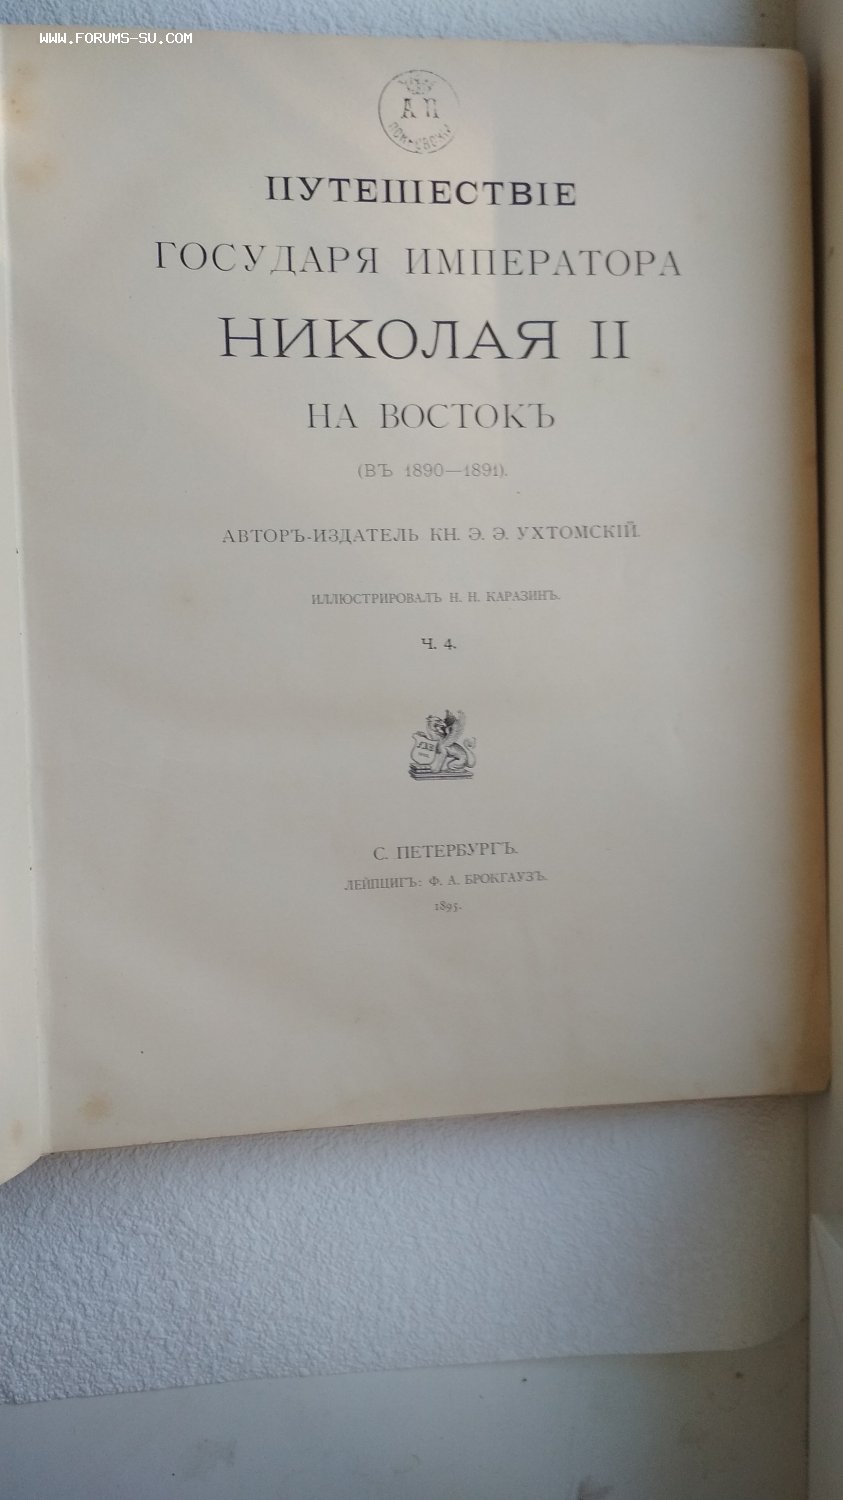 WWW.FORUMS-SU.COM
А П
ПУТЕШЕСТВІЕ
ГОСУДАРЯ ИМПЕРАТОРА
НИКОЛАЯ II
НА ВОСТОКЪ
(ВЪ 1890—1891).
АВТОРЪ-ИЗДАТЕЛЬ КН. Э. Э. УХТОМСКІЙ.
ИЛЛЮСТРИРОВАЛЪ Н. Н. КАРАЗИНЪ.
Ч. 4.
С. ПЕТЕРБУРГЪ.
ЛЕЙПЦИГЪ: Ф. А. БРОКГАУЗЪ.
1895.